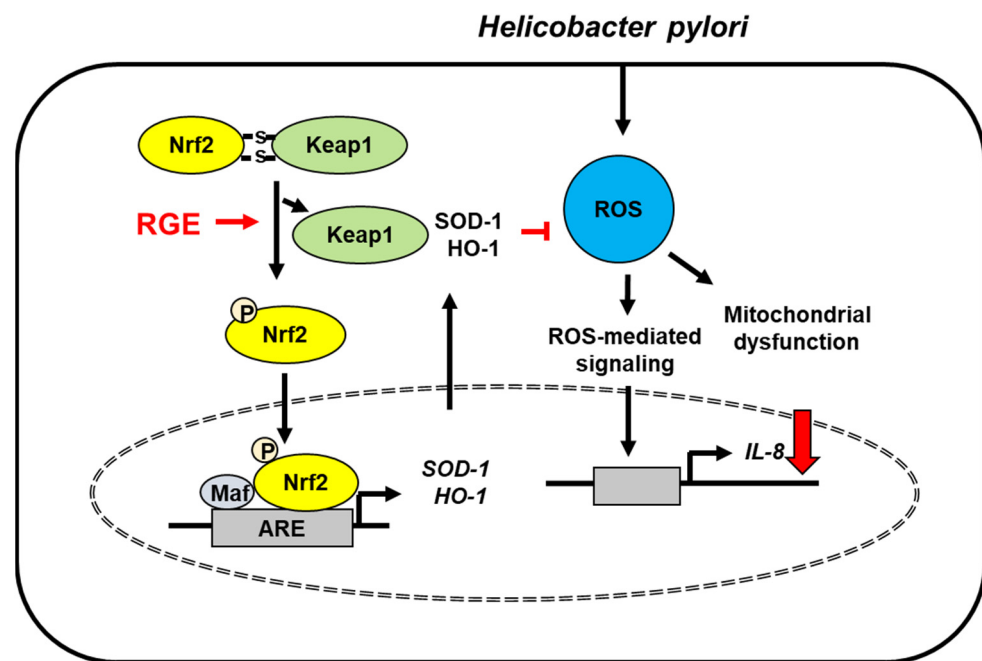 Helicobacter pylori
Nrf2
S
S
Keap1
RGE
Keap1
SOD-1
HO-1
ROS
P
Nrf2
ROS-mediated
signaling
Mitochondrial
dysfunction
P
Maf
Nrf2
ARE
SOD-1
HO-1
IL-8